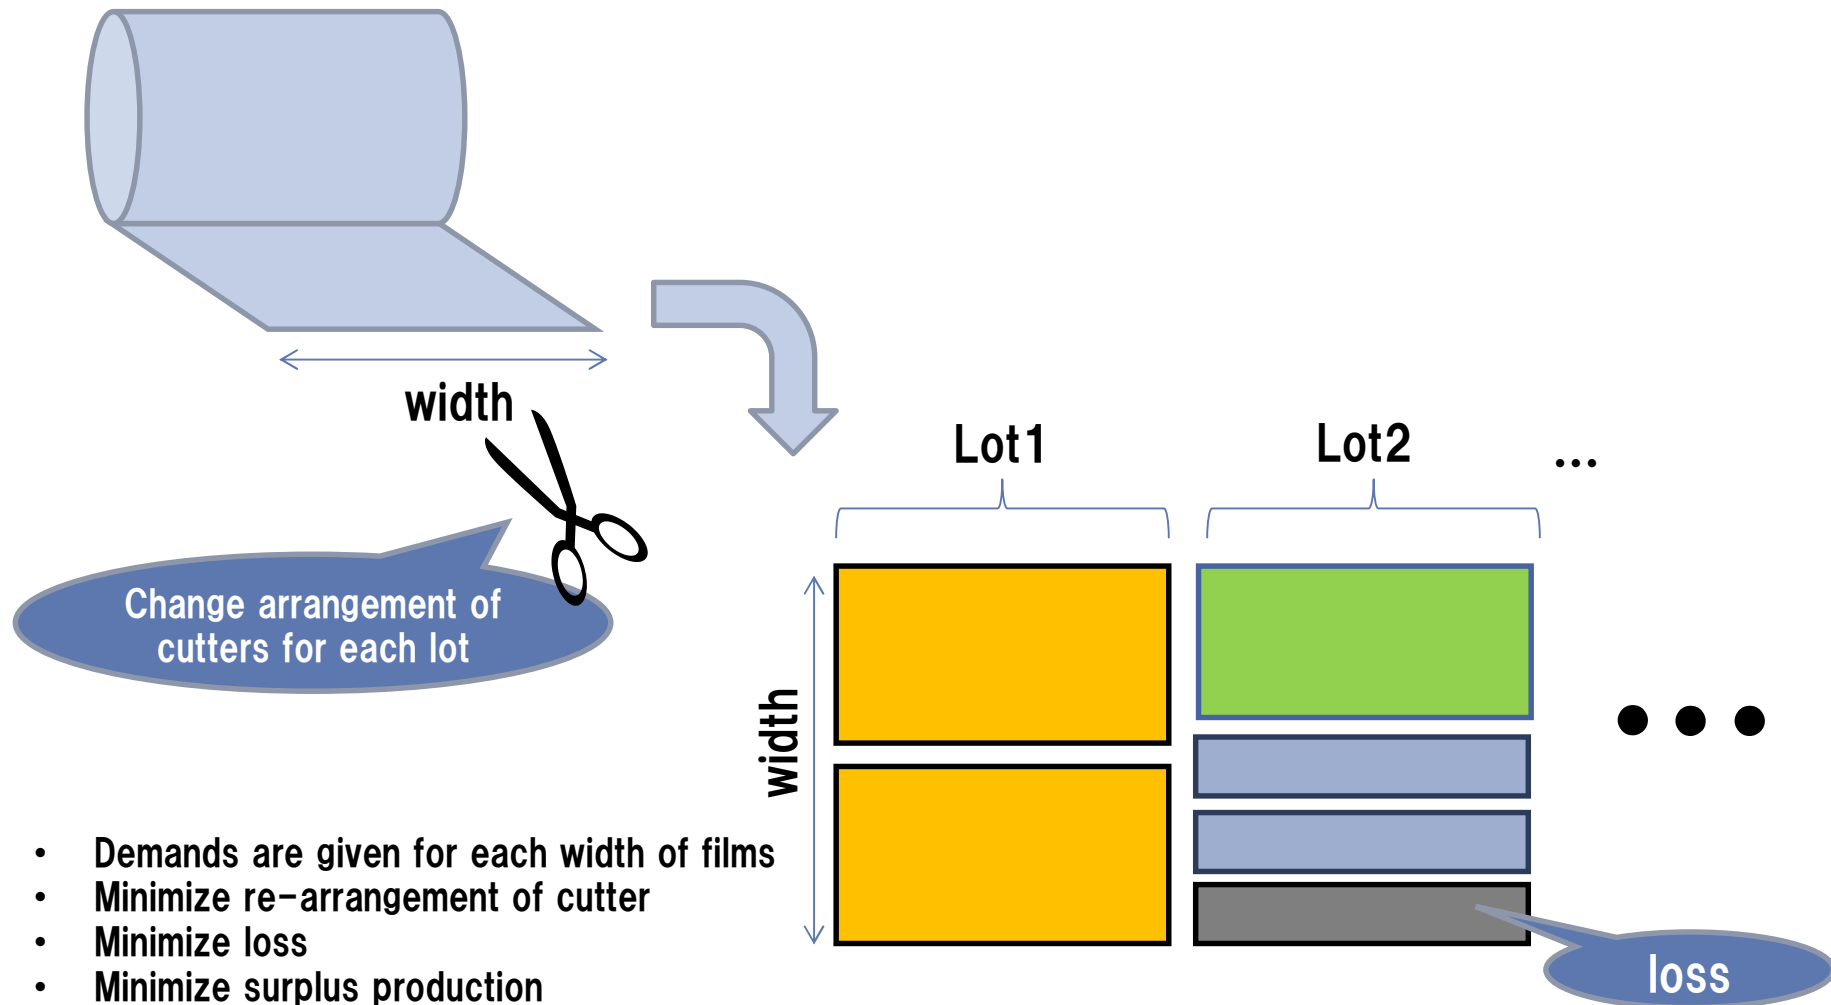 width
Lot1
Lot2
...
Change arrangement of
cutters for each lot
width
• Demands are given for each width of films
• Minimize re-arrangement of cutter
• Minimize loss
• Minimize surplus production
loss